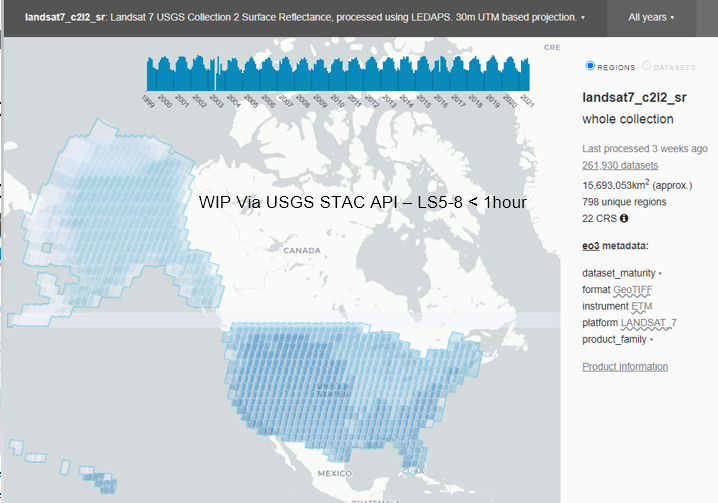 landsat7_c2l2_sr: Landsat 7 USGS Collection 2 Surface Reflectance, processed using LEDAPS. 30m UTM based projection. ▾
All years ▾
GRE
REGIONS DATASETS
1999 2000 2001 2002 2003 2004 2005 2006 2007 2008 2009 2010 2011 2012 2013 2014 2015 2016 2017 2018 2019 2020 2021
landsat7_c2l2_sr
whole collection
Last processed 3 weeks ago
261,930 datasets
15,693,053km2 (approx.)
798 unique regions
22 CRS
WIP Via USGS STAC API – LS5-8 < 1hour
CANADA
eo3 metadata:
dataset_maturity •
format GeoTIFF
instrument ETM
platform LANDSAT_7
product_family •
Product information
UNITED
STATES
MEXICO
CUBA
GUATEMALA